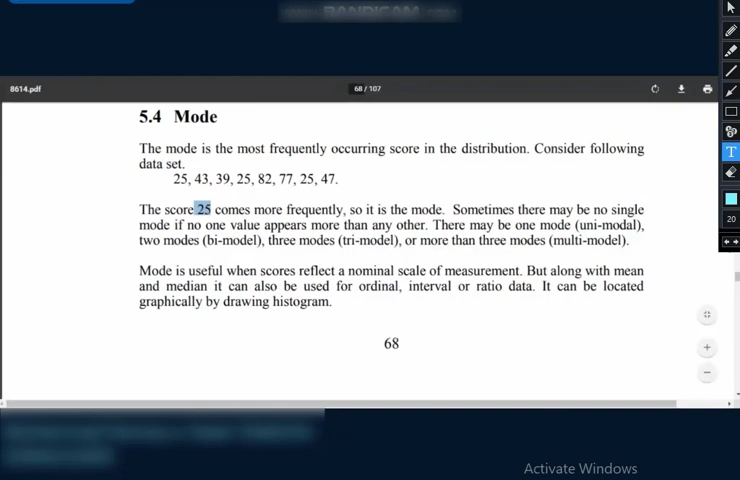 BANDICAM
8614.pdf
68 / 107
5.4 Mode
The mode is the most frequently occurring score in the distribution. Consider following
data set.
25, 43, 39, 25, 82, 77, 25, 47.
The score 25 comes more frequently, so it is the mode. Sometimes there may be no single
mode if no one value appears more than any other. There may be one mode (uni-modal),
two modes (bi-model), three modes (tri-model), or more than three modes (multi-model).
Mode is useful when scores reflect a nominal scale of measurement. But along with mean
and median it can also be used for ordinal, interval or ratio data. It can be located
graphically by drawing histogram.
68
T
20
Activate Windows